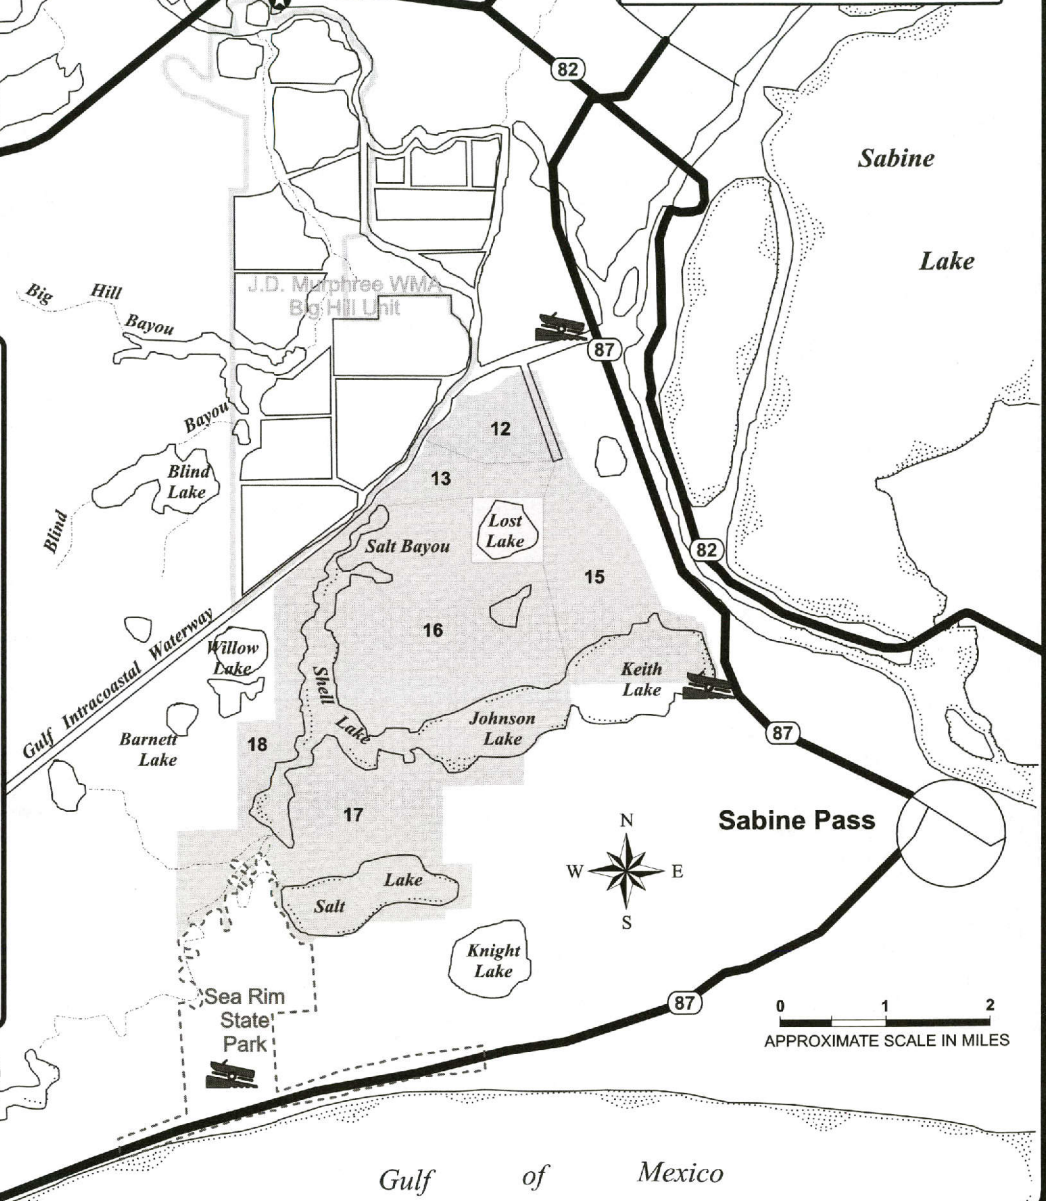 82
Sabine
Lake
Big Hill
Bayou
J.D. Murphree WMA
Big Hill Unit
87
Bayou
Blind
12
13
Blind
Lake
Lost
Lake
Salt Bayou
82
15
16
Gulf Intracoastal Waterway
Willow
Lake
Shell
Lake
Keith
Lake
Johnson
Lake
Barnett
Lake
18
87
17
Sabine Pass
N
W E
S
Lake
Salt
Knight
Lake
Sea Rim
State
Park
87
0 1 2
APPROXIMATE SCALE IN MILES
Gulf of Mexico